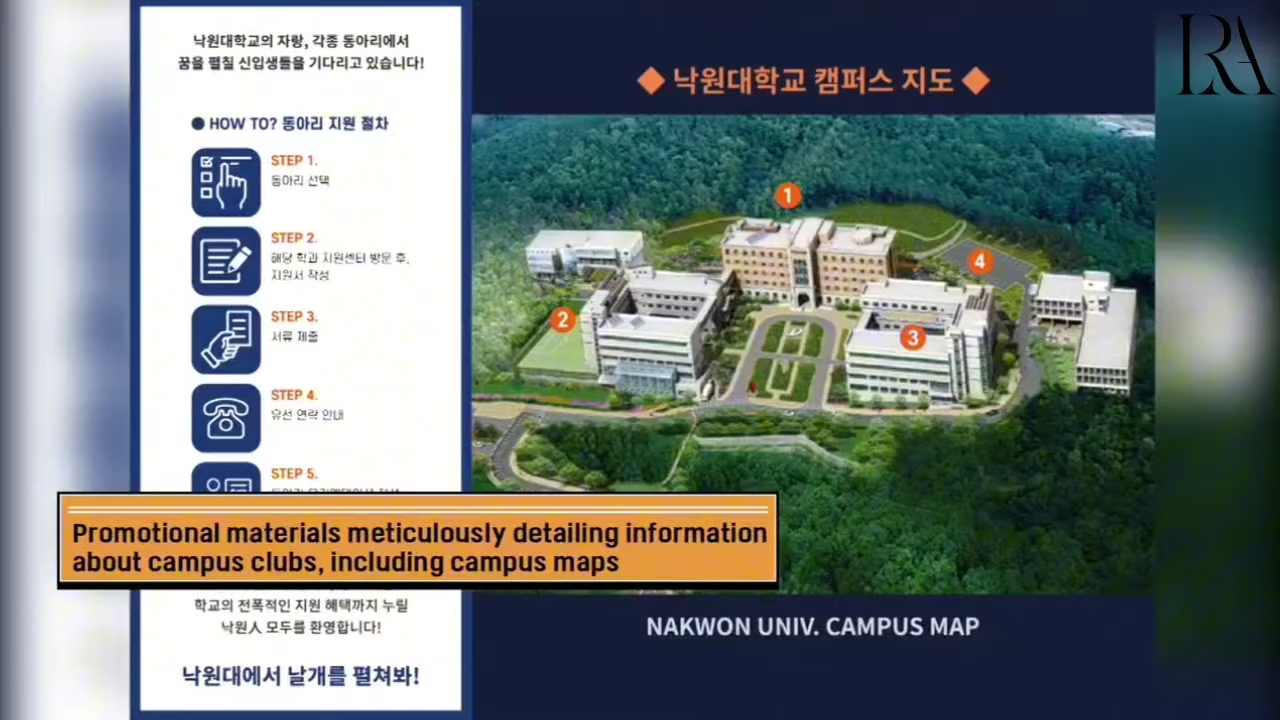 낙원대학교의 자랑, 각종 동아리에서
꿈을 펼칠 신입생들을 기다리고 있습니다!
● HOW TO? 동아리 지원 절차
STEP 1.
동아리 선택
STEP 2.
해당 학과 지원센터 방문 후,
지원서 작성
STEP 3.
서류 제출
STEP 4.
유선 연락 안내
STEP 5.
학교의 전폭적인 지원 혜택까지 누릴
낙원人 모두를 환영합니다!
낙원대에서 날개를 펼쳐봐!
◆ 낙원대학교 캠퍼스 지도 ◆
1
2
3
4
NAKWON UNIV. CAMPUS MAP
Promotional materials meticulously detailing information
about campus clubs, including campus maps
LRA